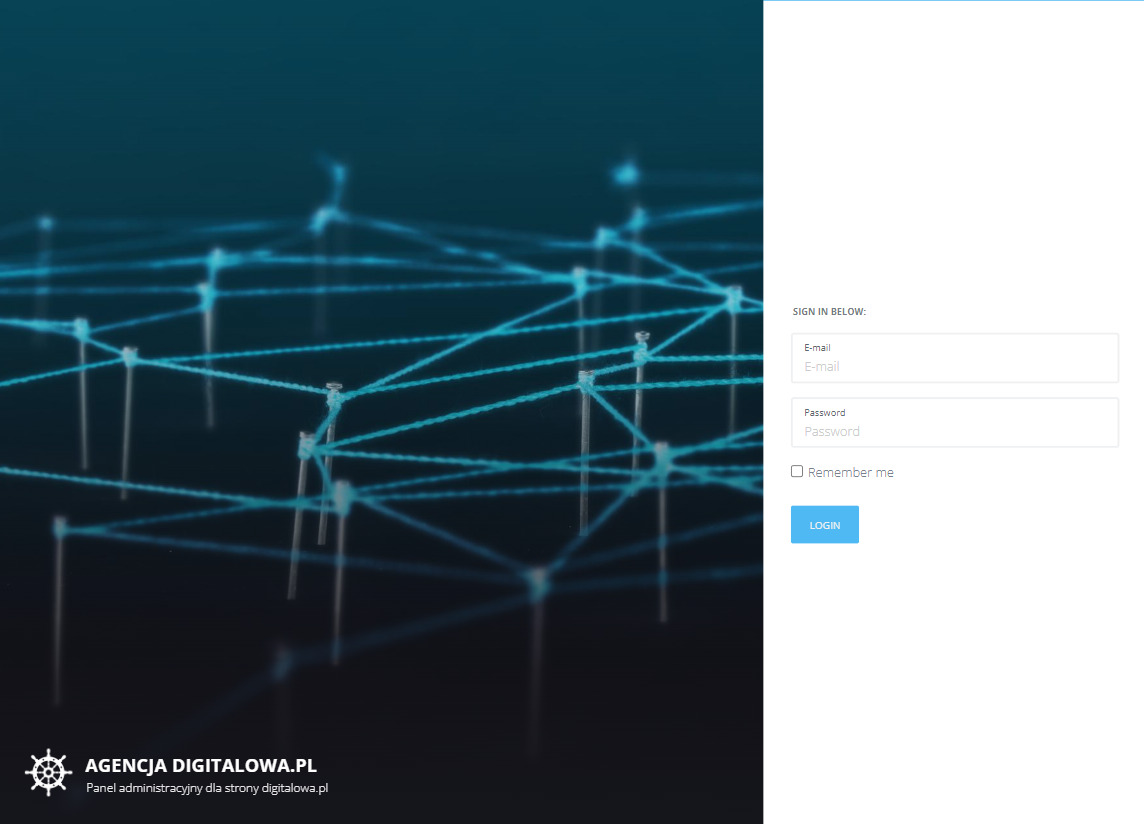 SIGN IN BELOW:
E-mail
E-mail
Password
Password
Remember me
LOGIN
AGENCJA DIGITALOWA.PL
Panel administracyjny dla strony digitalowa.pl